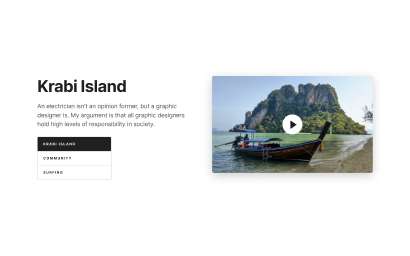 Krabi Island
An electrician isn't an opinion former, but a graphic
designer is. My argument is that all graphic designers
hold high levels of responsibility in society.
KRABI ISLAND
COMMUNITY
SURFING